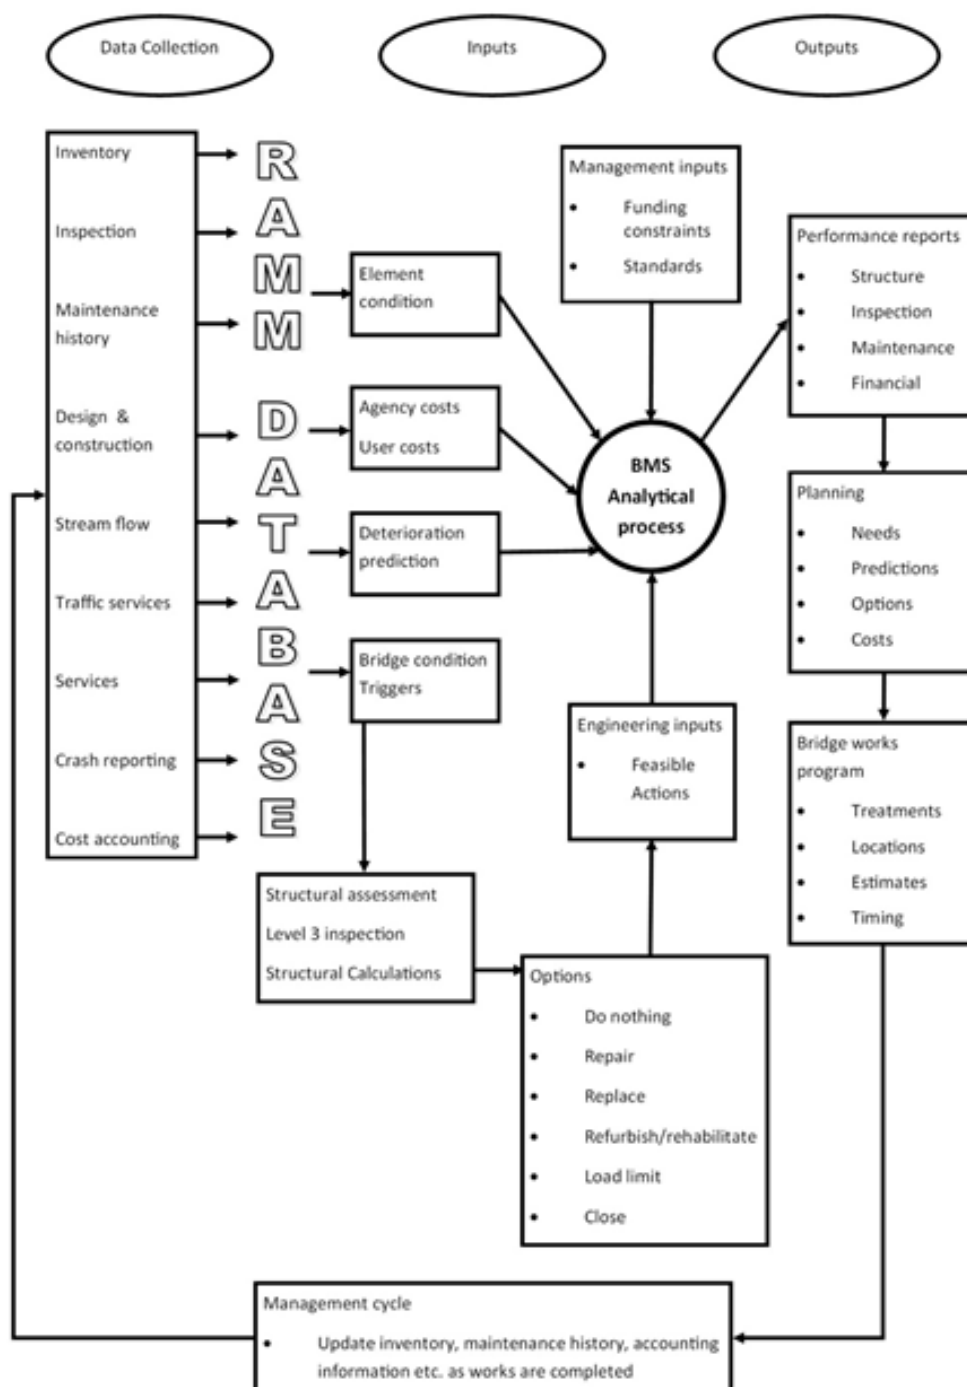 Data Collection
Inputs
Outputs
Inventory
Inspection
Maintenance
history
Design & 
construction
Stream flow
Traffic services
Services
Crash reporting
Cost accounting
RAMM DATABASE
Element
condition
Agency costs
User costs
Deterioration
prediction
Bridge condition
Triggers
Structural assessment
Level 3 inspection
Structural Calculations
Options
• Do nothing
• Repair
• Replace
• Refurbish/rehabilitate
• Load limit
• Close
Engineering inputs
• Feasible
Actions
Management inputs
• Funding
constraints
• Standards
BMS
Analytical
process
Performance reports
• Structure
• Inspection
• Maintenance
• Financial
Planning
• Needs
• Predictions
• Options
• Costs
Bridge works
program
• Treatments
• Locations
• Estimates
• Timing
Management cycle
• Update inventory, maintenance history, accounting
information etc. as works are completed